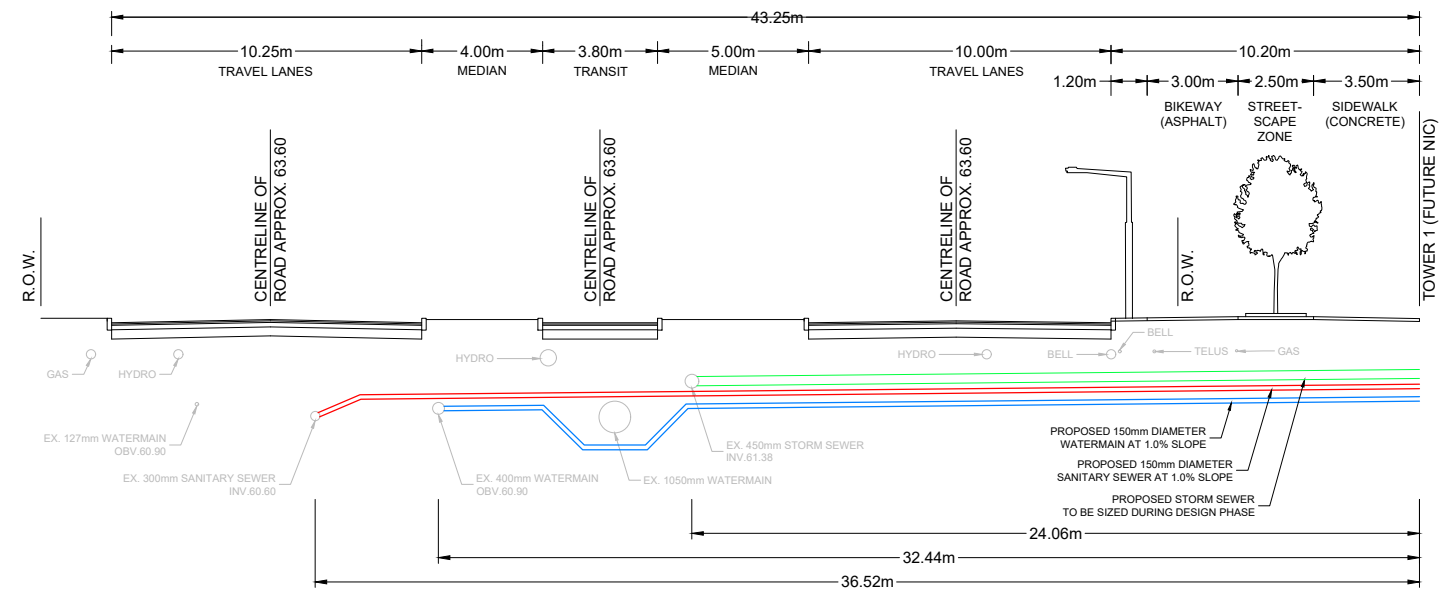 43.25m
10.25m
TRAVEL LANES
4.00m
MEDIAN
3.80m
TRANSIT
5.00m
MEDIAN
10.00m
TRAVEL LANES
10.20m
1.20m
3.00m
BIKEWAY
(ASPHALT)
2.50m
STREET-
SCAPE
ZONE
3.50m
SIDEWALK
(CONCRETE)
R.O.W.
CENTRELINE OF
ROAD APPROX. 63.60
CENTRELINE OF
ROAD APPROX. 63.60
CENTRELINE OF
ROAD APPROX. 63.60
R.O.W.
TOWER 1 (FUTURE NIC)
GAS
HYDRO
HYDRO
HYDRO
BELL
BELL
TELUS
GAS
EX. 127mm WATERMAIN
OBV.60.90
EX. 300mm SANITARY SEWER
INV.60.60
EX. 400mm WATERMAIN
OBV.60.90
EX. 1050mm WATERMAIN
EX. 450mm STORM SEWER
INV.61.38
PROPOSED 150mm DIAMETER
WATERMAIN AT 1.0% SLOPE
PROPOSED 150mm DIAMETER
SANITARY SEWER AT 1.0% SLOPE
PROPOSED STORM SEWER
TO BE SIZED DURING DESIGN PHASE
24.06m
32.44m
36.52m